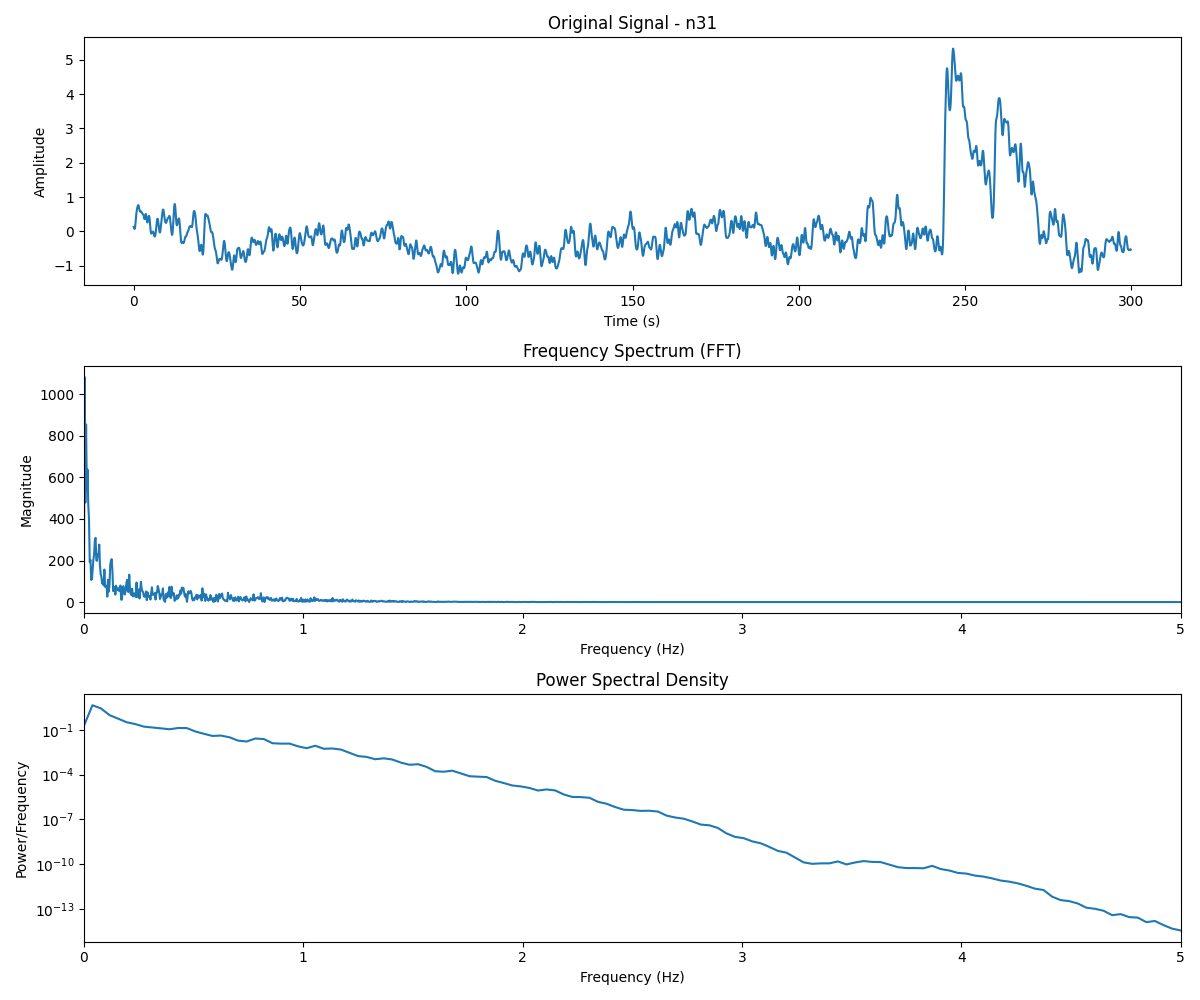 Original Signal - n31
5
4
3
2
1
0
−1
Amplitude
0 50 100 150 200 250 300
Time (s)
Frequency Spectrum (FFT)
1000
800
600
400
200
0
Magnitude
0 1 2 3 4 5
Frequency (Hz)
Power Spectral Density
10⁻¹
10⁻⁴
10⁻⁷
10⁻¹⁰
10⁻¹³
Power/Frequency
0 1 2 3 4 5
Frequency (Hz)